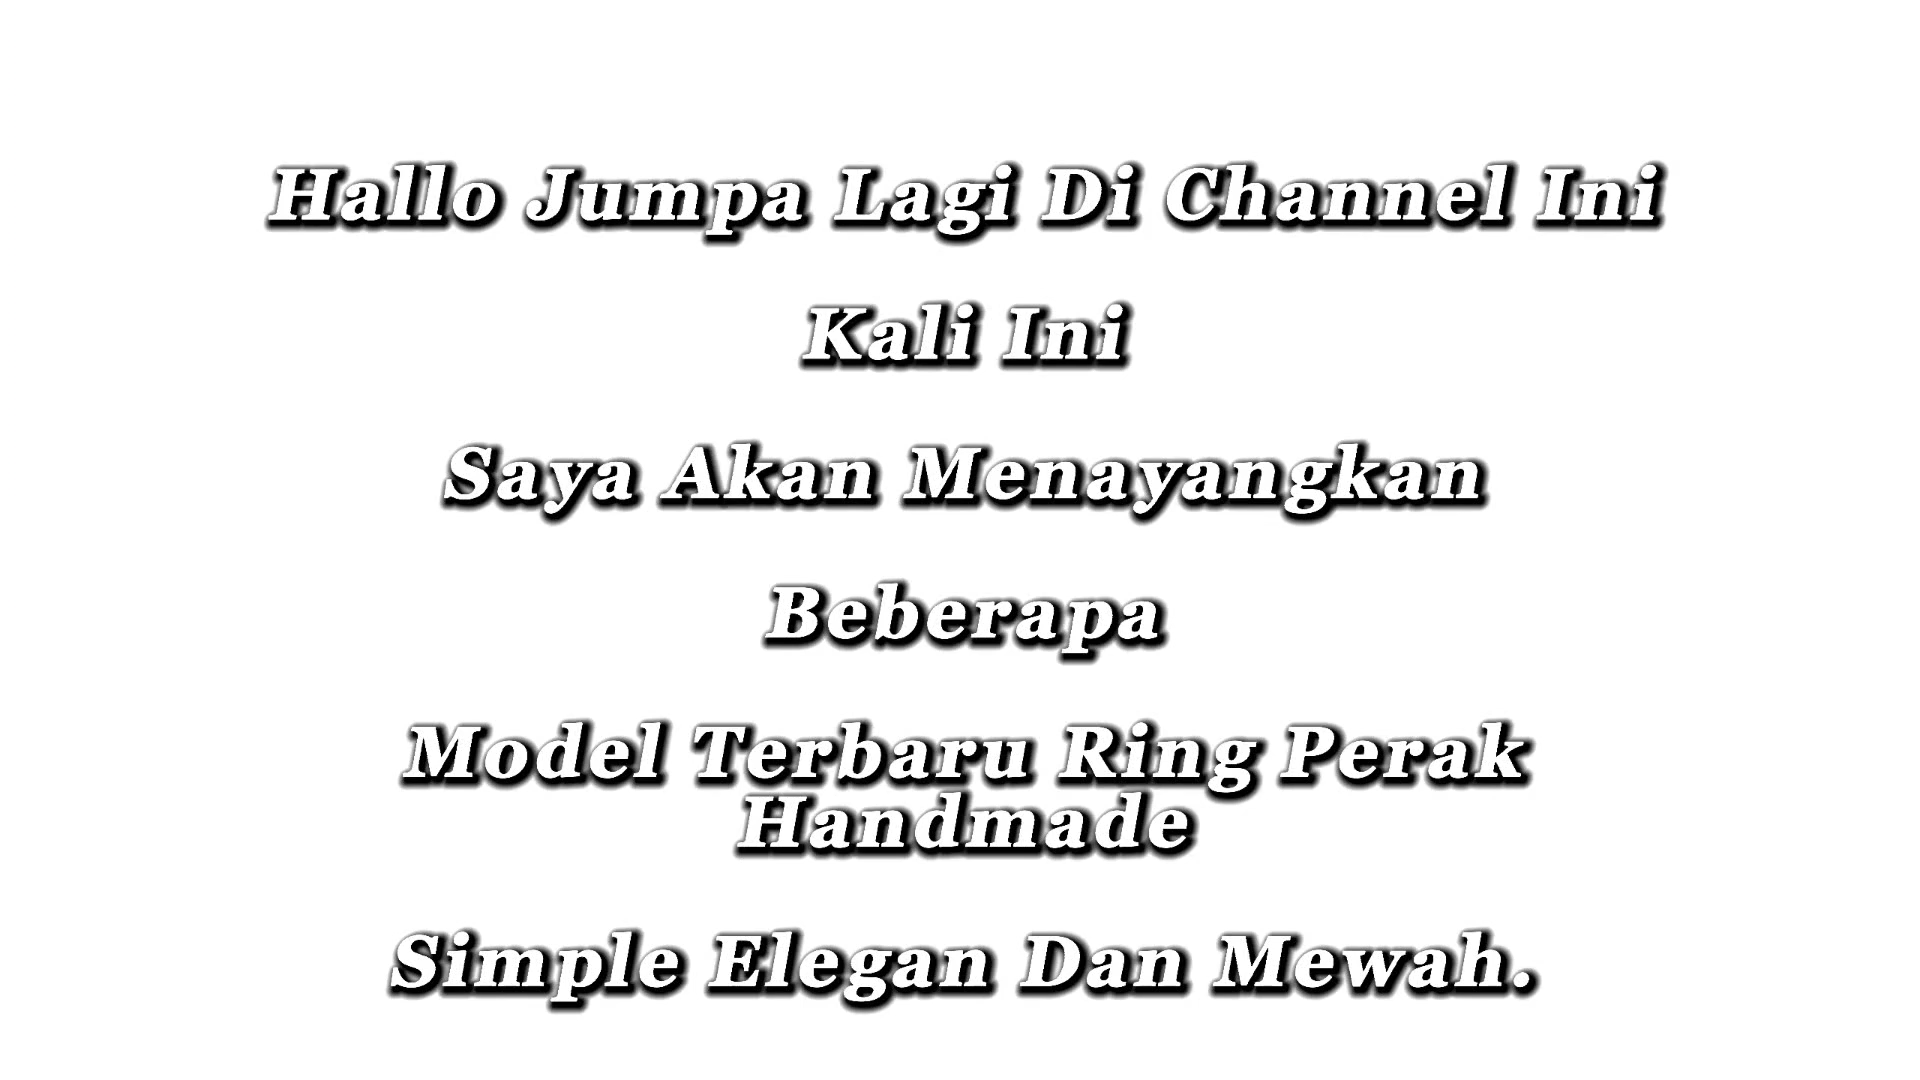 Hallo Jumpa Lagi Di Channel Ini
Kali Ini
Saya Akan Menayangkan
Beberapa
Model Terbaru Ring Perak
Handmade
Simple Elegan Dan Mewah.